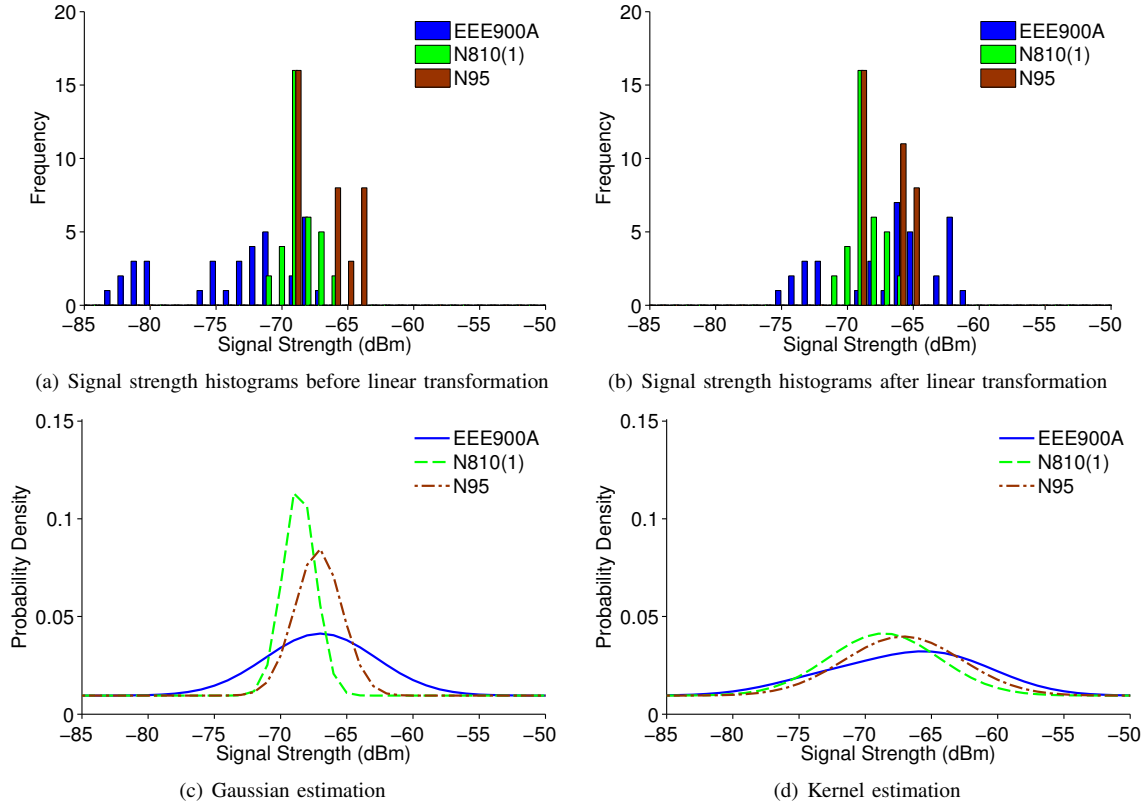 20
15
10
5
0
Frequency
−85 −80 −75 −70 −65 −60 −55 −50
Signal Strength (dBm)
EEE900A
N810(1)
N95
(a) Signal strength histograms before linear transformation
20
15
10
5
0
Frequency
−85 −80 −75 −70 −65 −60 −55 −50
Signal Strength (dBm)
EEE900A
N810(1)
N95
(b) Signal strength histograms after linear transformation
0.15
0.1
0.05
0
Probability Density
−85 −80 −75 −70 −65 −60 −55 −50
Signal Strength (dBm)
EEE900A
N810(1)
N95
(c) Gaussian estimation
0.15
0.1
0.05
0
Probability Density
−85 −80 −75 −70 −65 −60 −55 −50
Signal Strength (dBm)
EEE900A
N810(1)
N95
(d) Kernel estimation